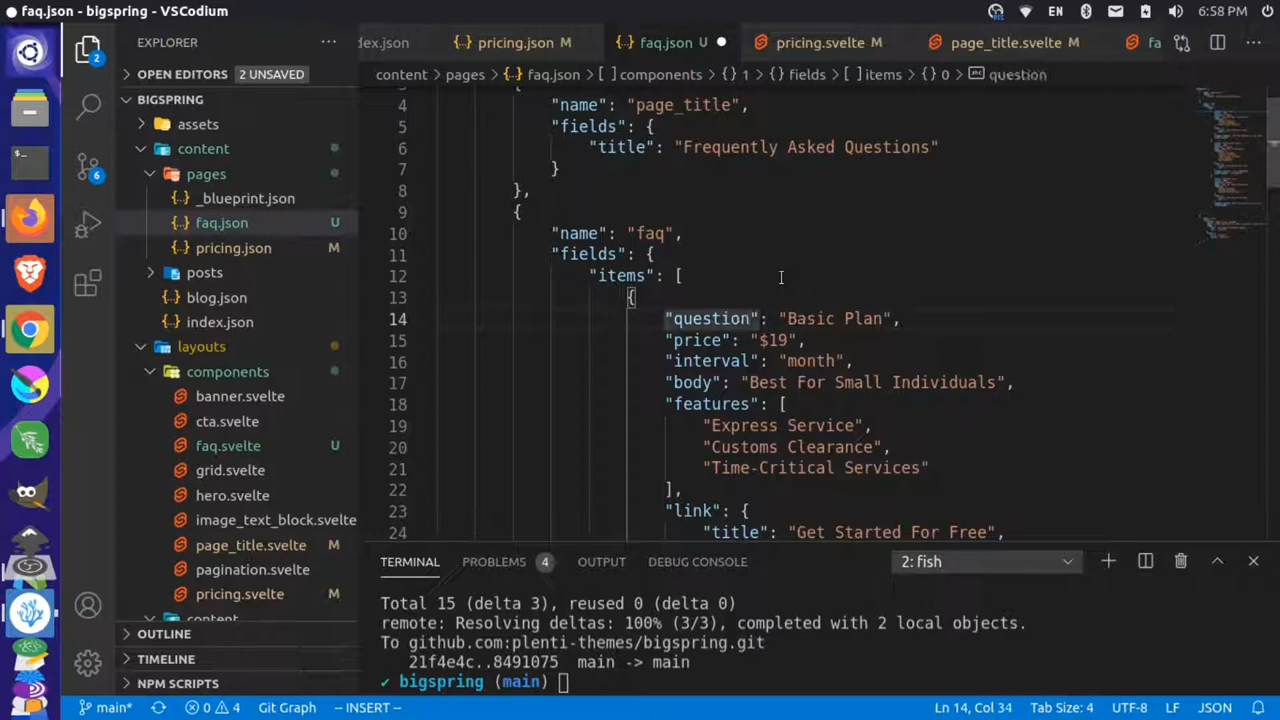 faq.json - bigspring - VSCodium
EN
6:58 PM
EXPLORER
dex.json
pricing.json M
faq.json U
pricing.svelte M
page_title.svelte M
fa
OPEN EDITORS 2 UNSAVED
content pages faq.json components 1 fields items 0 question
BIGSPRING
assets
content
pages
_blueprint.json
faq.json U
pricing.json M
posts
blog.json
index.json
layouts
components
banner.svelte
cta.svelte
faq.svelte U
grid.svelte
hero.svelte
image_text_block.svelte
page_title.svelte M
pagination.svelte
pricing.svelte M
content
OUTLINE
TIMELINE
NPM SCRIPTS
2
6
3 {
4 "name": "page_title",
5 "fields": {
6 "title": "Frequently Asked Questions"
7 }
8 },
9 {
10 "name": "faq",
11 "fields": {
12 "items": [
13 {
14 "question": "Basic Plan",
15 "price": "$19",
16 "interval": "month",
17 "body": "Best For Small Individuals",
18 "features": [
19 "Express Service",
20 "Customs Clearance",
21 "Time-Critical Services"
22 ],
23 "link": {
24 "title": "Get Started For Free",
TERMINAL PROBLEMS 4 OUTPUT DEBUG CONSOLE 2: fish
Total 15 (delta 3), reused 0 (delta 0)
remote: Resolving deltas: 100% (3/3), completed with 2 local objects.
To github.com:plenti-themes/bigspring.git
21f4e4c..8491075 main -> main
✔ bigspring (main)
main* 0 4 Git Graph -- INSERT -- Ln 14, Col 34 Tab Size: 4 UTF-8 LF JSON